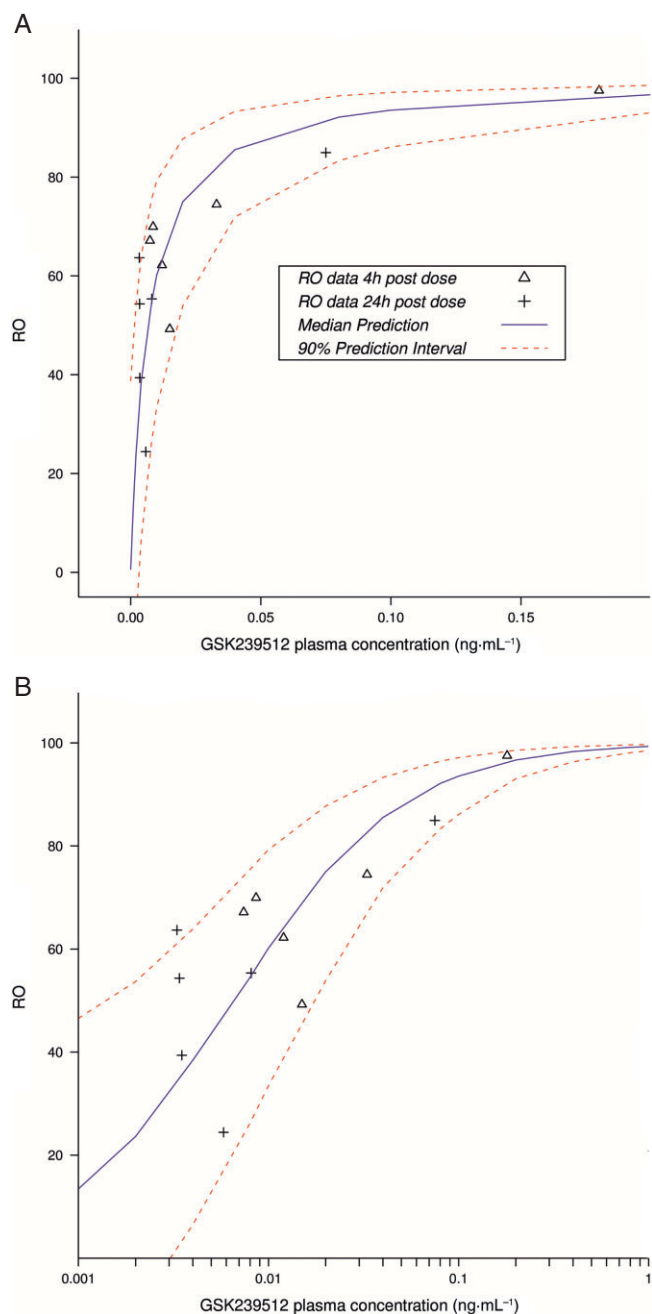 A
100
80
60
40
20
0
RO
RO data 4h post dose
RO data 24h post dose
Median Prediction
90% Prediction Interval
0.00 0.05 0.10 0.15
GSK239512 plasma concentration (ng·mL⁻¹)
B
100
80
60
40
20
RO
0.001 0.01 0.1 1
GSK239512 plasma concentration (ng·mL⁻¹)